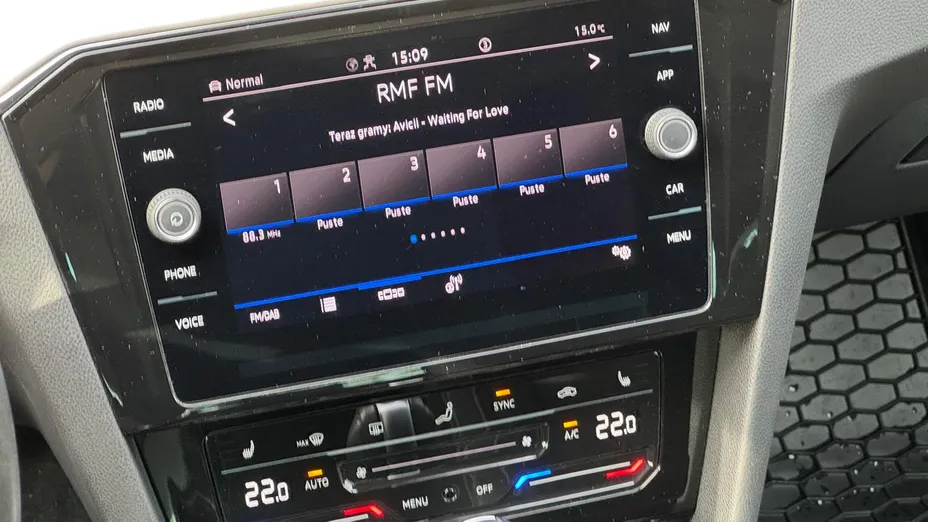 15:09
15.0°C
Normal
RMF FM
< >
Teraz gramy: Avicii - Waiting For Love
1 2 3 4 5 6
88.3 MHz Puste Puste Puste Puste Puste
FM/DAB
RADIO
MEDIA
PHONE
VOICE
NAV
APP
CAR
MENU
MAX
SYNC
22.0
AUTO
MENU
OFF
A/C
22.0